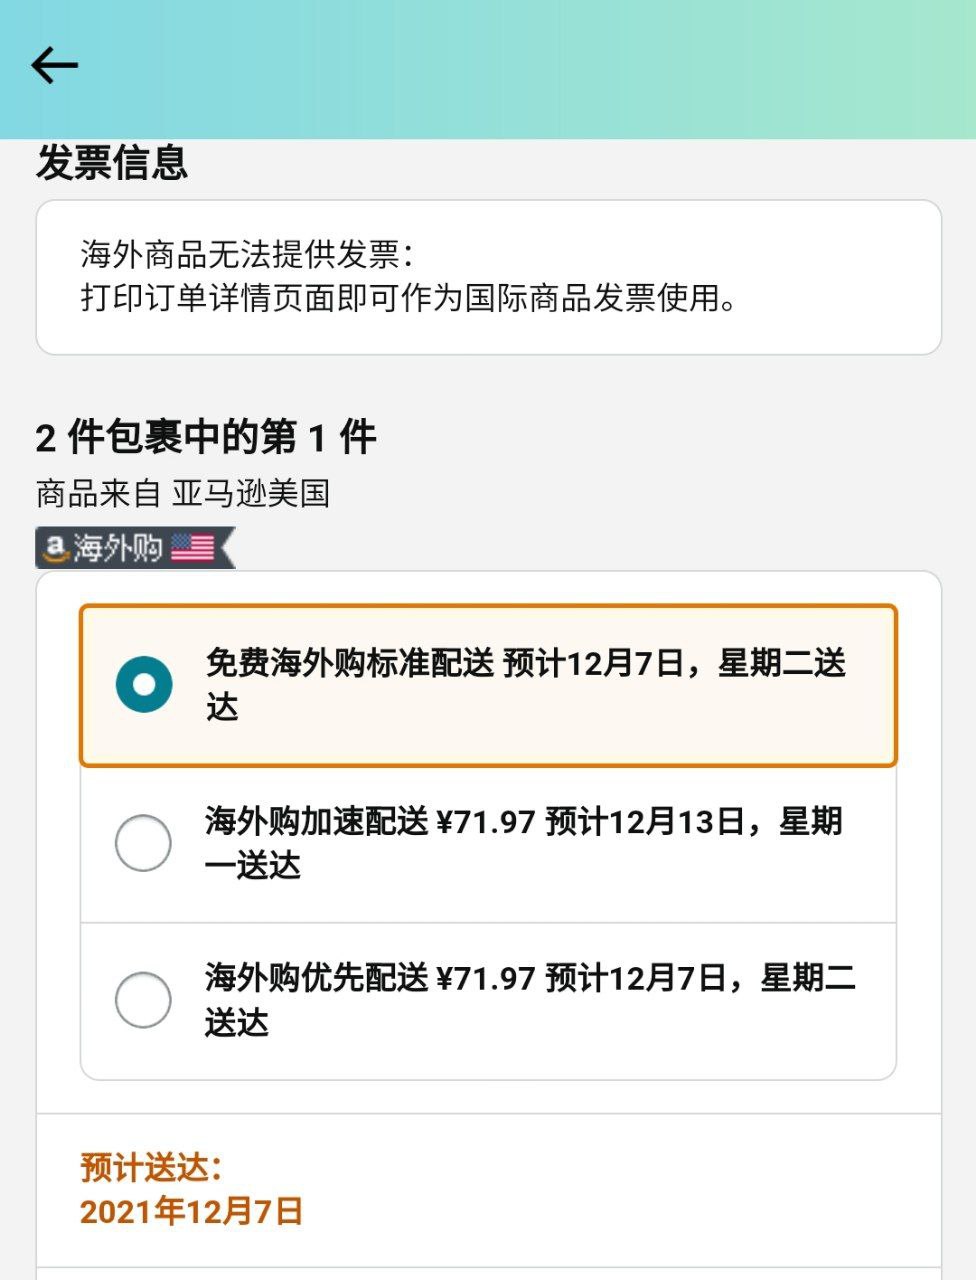 发票信息
海外商品无法提供发票：
打印订单详情页面即可作为国际商品发票使用。
2 件包裹中的第 1 件
商品来自 亚马逊美国
a 海外购
免费海外购标准配送 预计12月7日，星期二送
达
海外购加速配送 ¥71.97 预计12月13日，星期
一送达
海外购优先配送 ¥71.97 预计12月7日，星期二
送达
预计送达：
2021年12月7日